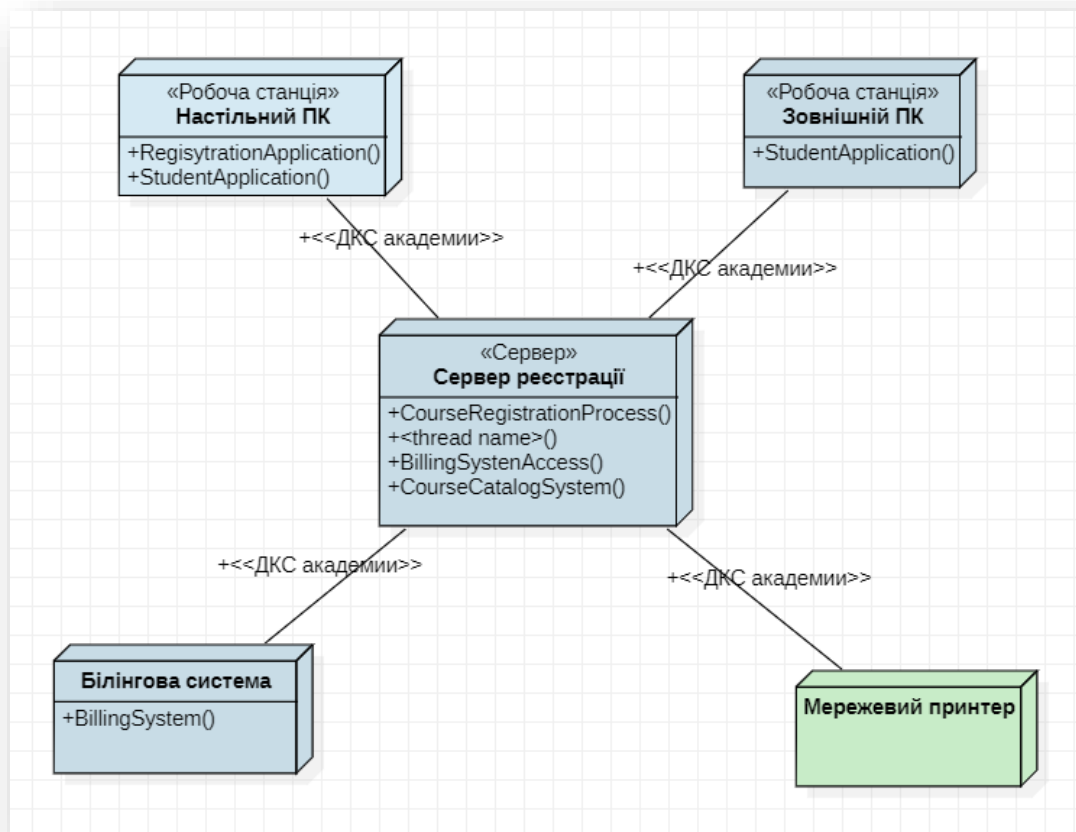 «Робоча станція»
Настільний ПК
+RegisytrationApplication()
+StudentApplication()
«Робоча станція»
Зовнішній ПК
+StudentApplication()
+<<ДКС академии>>
+<<ДКС академии>>
«Сервер»
Сервер реєстрації
+CourseRegistrationProcess()
+<thread name>()
+BillingSystenAccess()
+CourseCatalogSystem()
+<<ДКС академии>>
+<<ДКС академии>>
Білінгова система
+BillingSystem()
Мережевий принтер